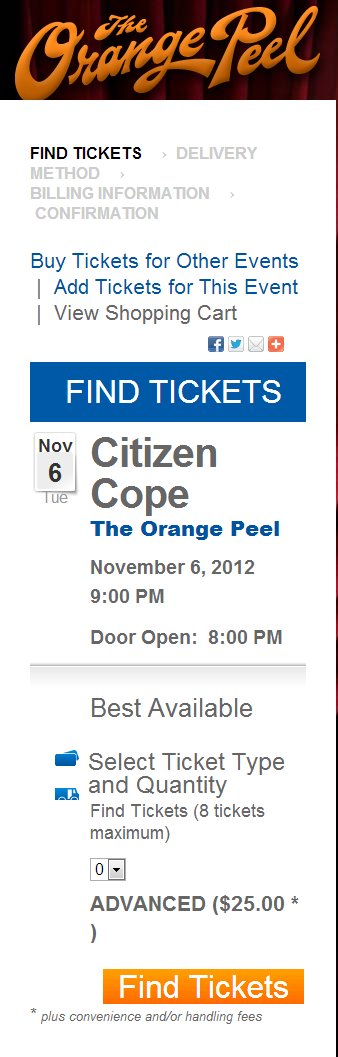 The
Orange Peel
FIND TICKETS › DELIVERY
METHOD ›
BILLING INFORMATION ›
CONFIRMATION
Buy Tickets for Other Events
| Add Tickets for This Event
| View Shopping Cart
FIND TICKETS
Nov
6
Tue
Citizen
Cope
The Orange Peel
November 6, 2012
9:00 PM
Door Open: 8:00 PM
Best Available
Select Ticket Type
and Quantity
Find Tickets (8 tickets
maximum)
0
ADVANCED ($25.00 *
)
Find Tickets
* plus convenience and/or handling fees